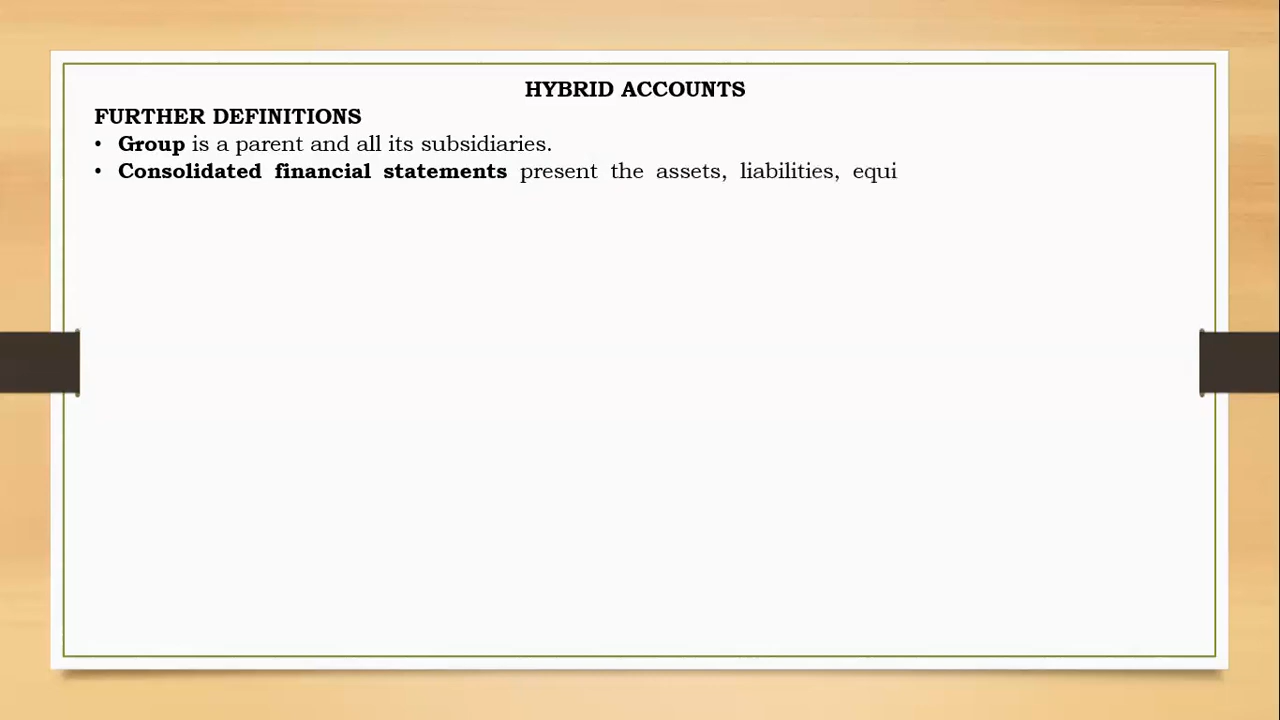 HYBRID ACCOUNTS
FURTHER DEFINITIONS
• Group is a parent and all its subsidiaries.
• Consolidated financial statements present the assets, liabilities, equi